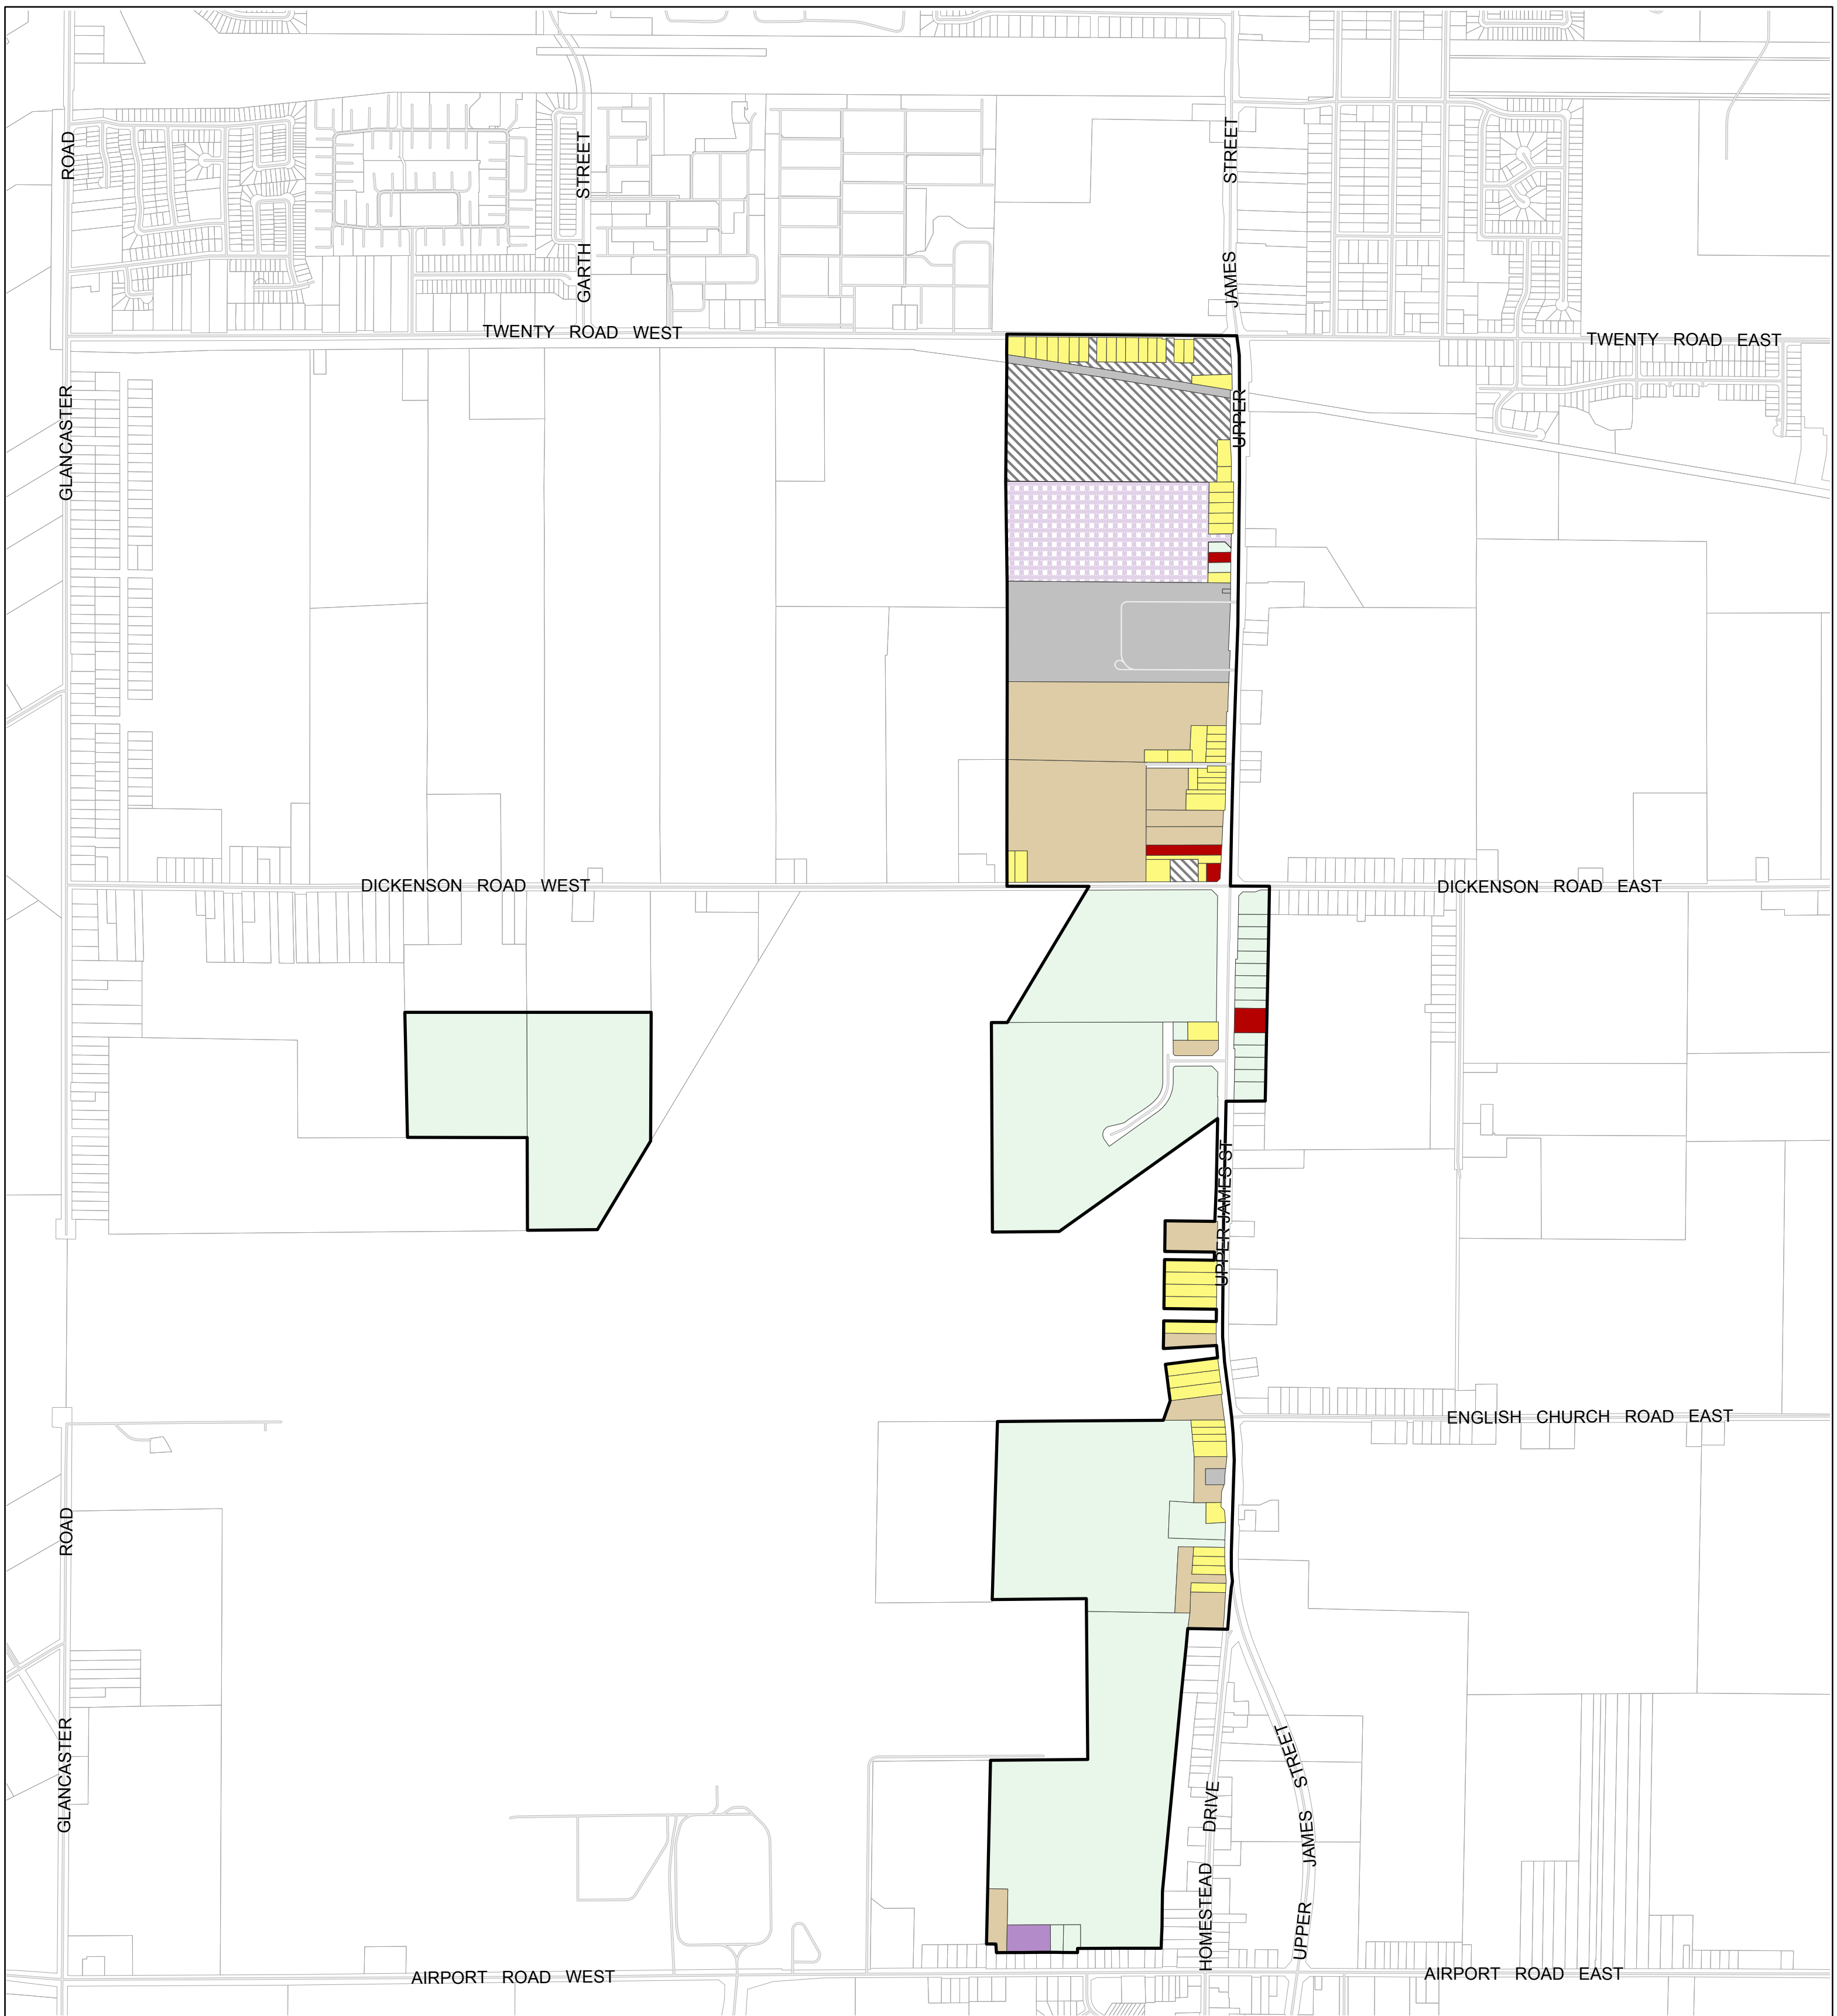 ROAD
GLANCASTER
GARTH STREET
JAMES STREET
UPPER
TWENTY ROAD WEST
TWENTY ROAD EAST
DICKENSON ROAD WEST
DICKENSON ROAD EAST
UPPER JAMES ST
ENGLISH CHURCH ROAD EAST
GLANCASTER ROAD
HOMESTEAD DRIVE
UPPER JAMES STREET
AIRPORT ROAD WEST
AIRPORT ROAD EAST